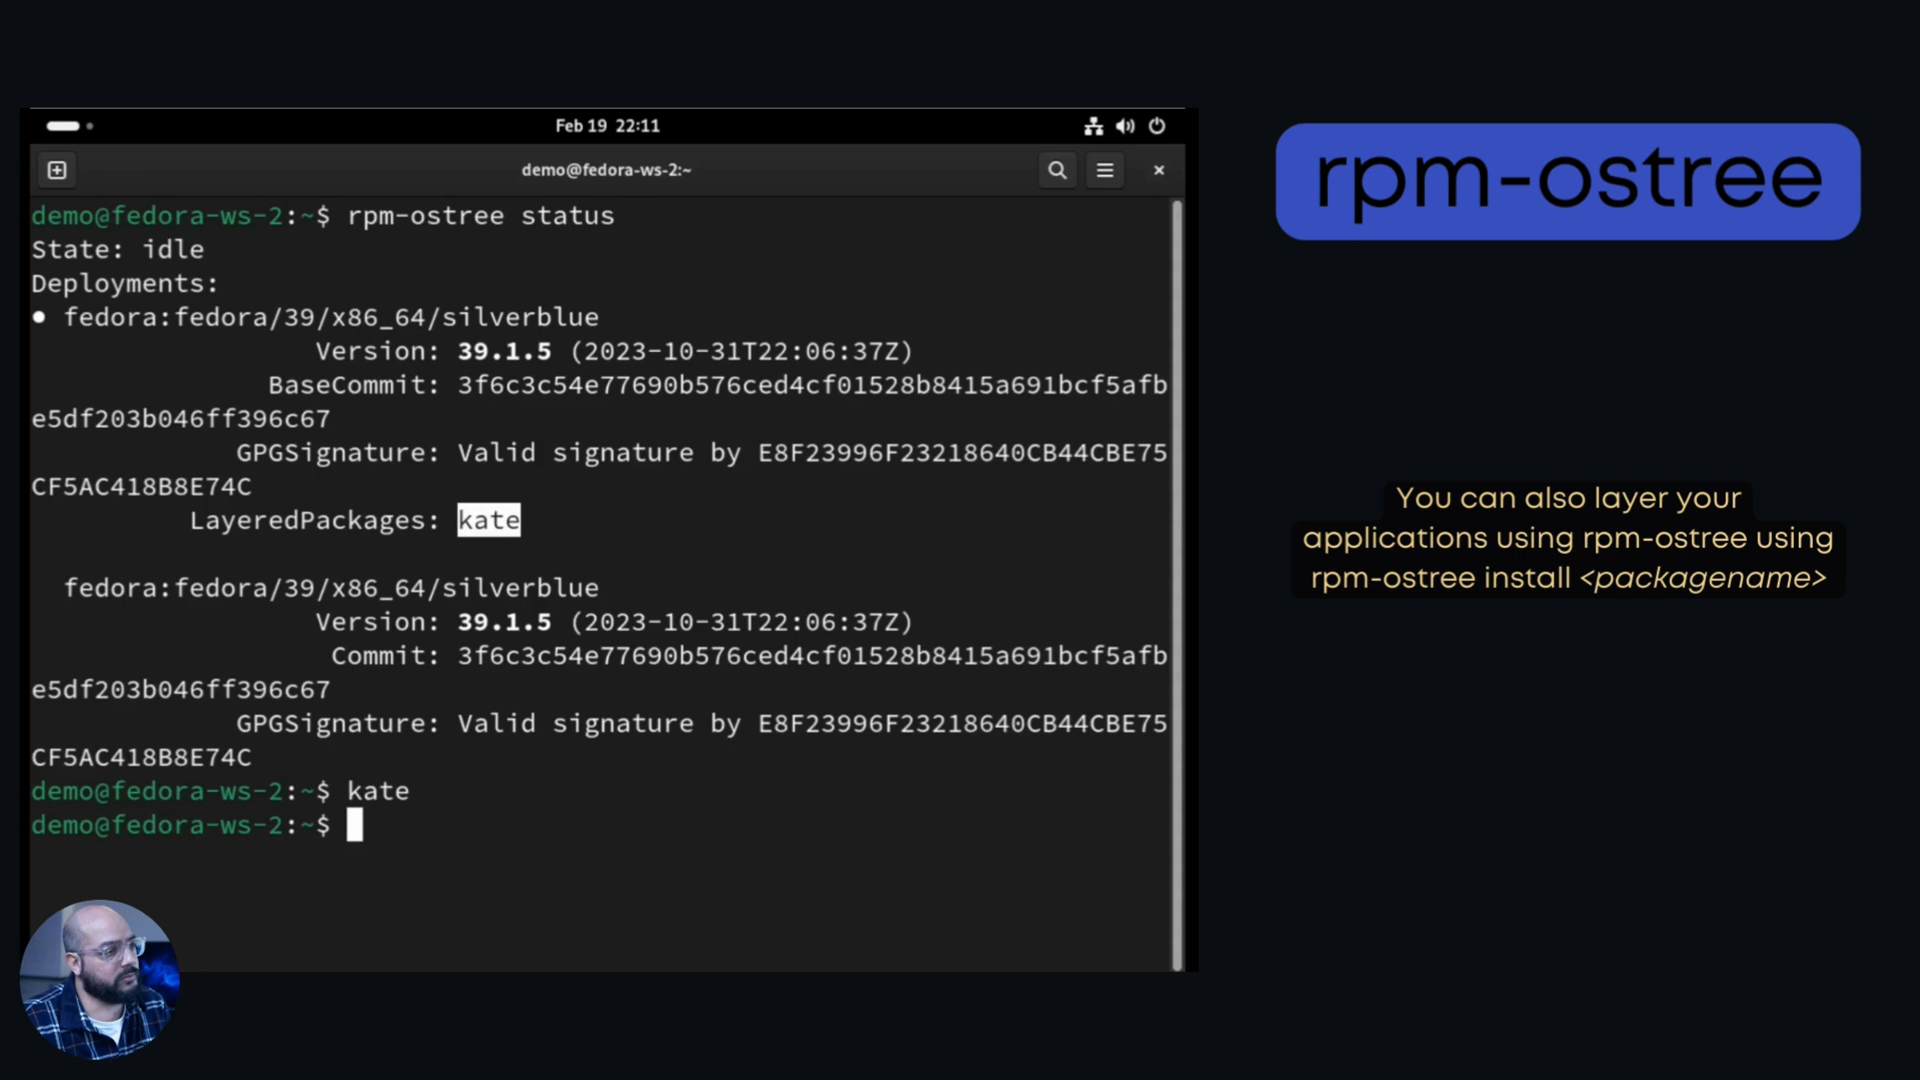 Feb 19 22:11
demo@fedora-ws-2:~
demo@fedora-ws-2:~$ rpm-ostree status
State: idle
Deployments:
● fedora:fedora/39/x86_64/silverblue
Version: 39.1.5 (2023-10-31T22:06:37Z)
BaseCommit: 3f6c3c54e77690b576ced4cf01528b8415a691bcf5afb
e5df203b046ff396c67
GPGSignature: Valid signature by E8F23996F23218640CB44CBE75
CF5AC418B8E74C
LayeredPackages: kate
fedora:fedora/39/x86_64/silverblue
Version: 39.1.5 (2023-10-31T22:06:37Z)
Commit: 3f6c3c54e77690b576ced4cf01528b8415a691bcf5afb
e5df203b046ff396c67
GPGSignature: Valid signature by E8F23996F23218640CB44CBE75
CF5AC418B8E74C
demo@fedora-ws-2:~$ kate
demo@fedora-ws-2:~$
rpm-ostree
You can also layer your
applications using rpm-ostree using
rpm-ostree install <packagename>